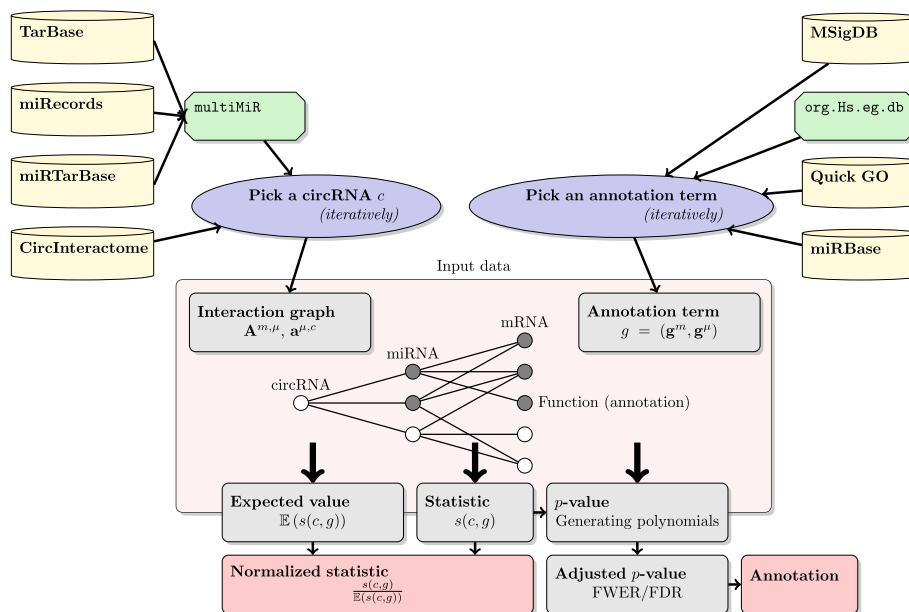 TarBase
miRecords
miRTarBase
CircInteractome
multiMiR
MSigDB
org.Hs.eg.db
Quick GO
miRBase
Pick a circRNA c
(iteratively)
Pick an annotation term
(iteratively)
Input data
Interaction graph
A^{m,μ}, a^{μ,c}
Annotation term
g = (g^m, g^μ)
mRNA
miRNA
circRNA
Function (annotation)
Expected value
𝔼 (s(c, g))
Statistic
s(c, g)
p-value
Generating polynomials
Normalized statistic
s(c,g)
𝔼(s(c,g))
Adjusted p-value
FWER/FDR
Annotation